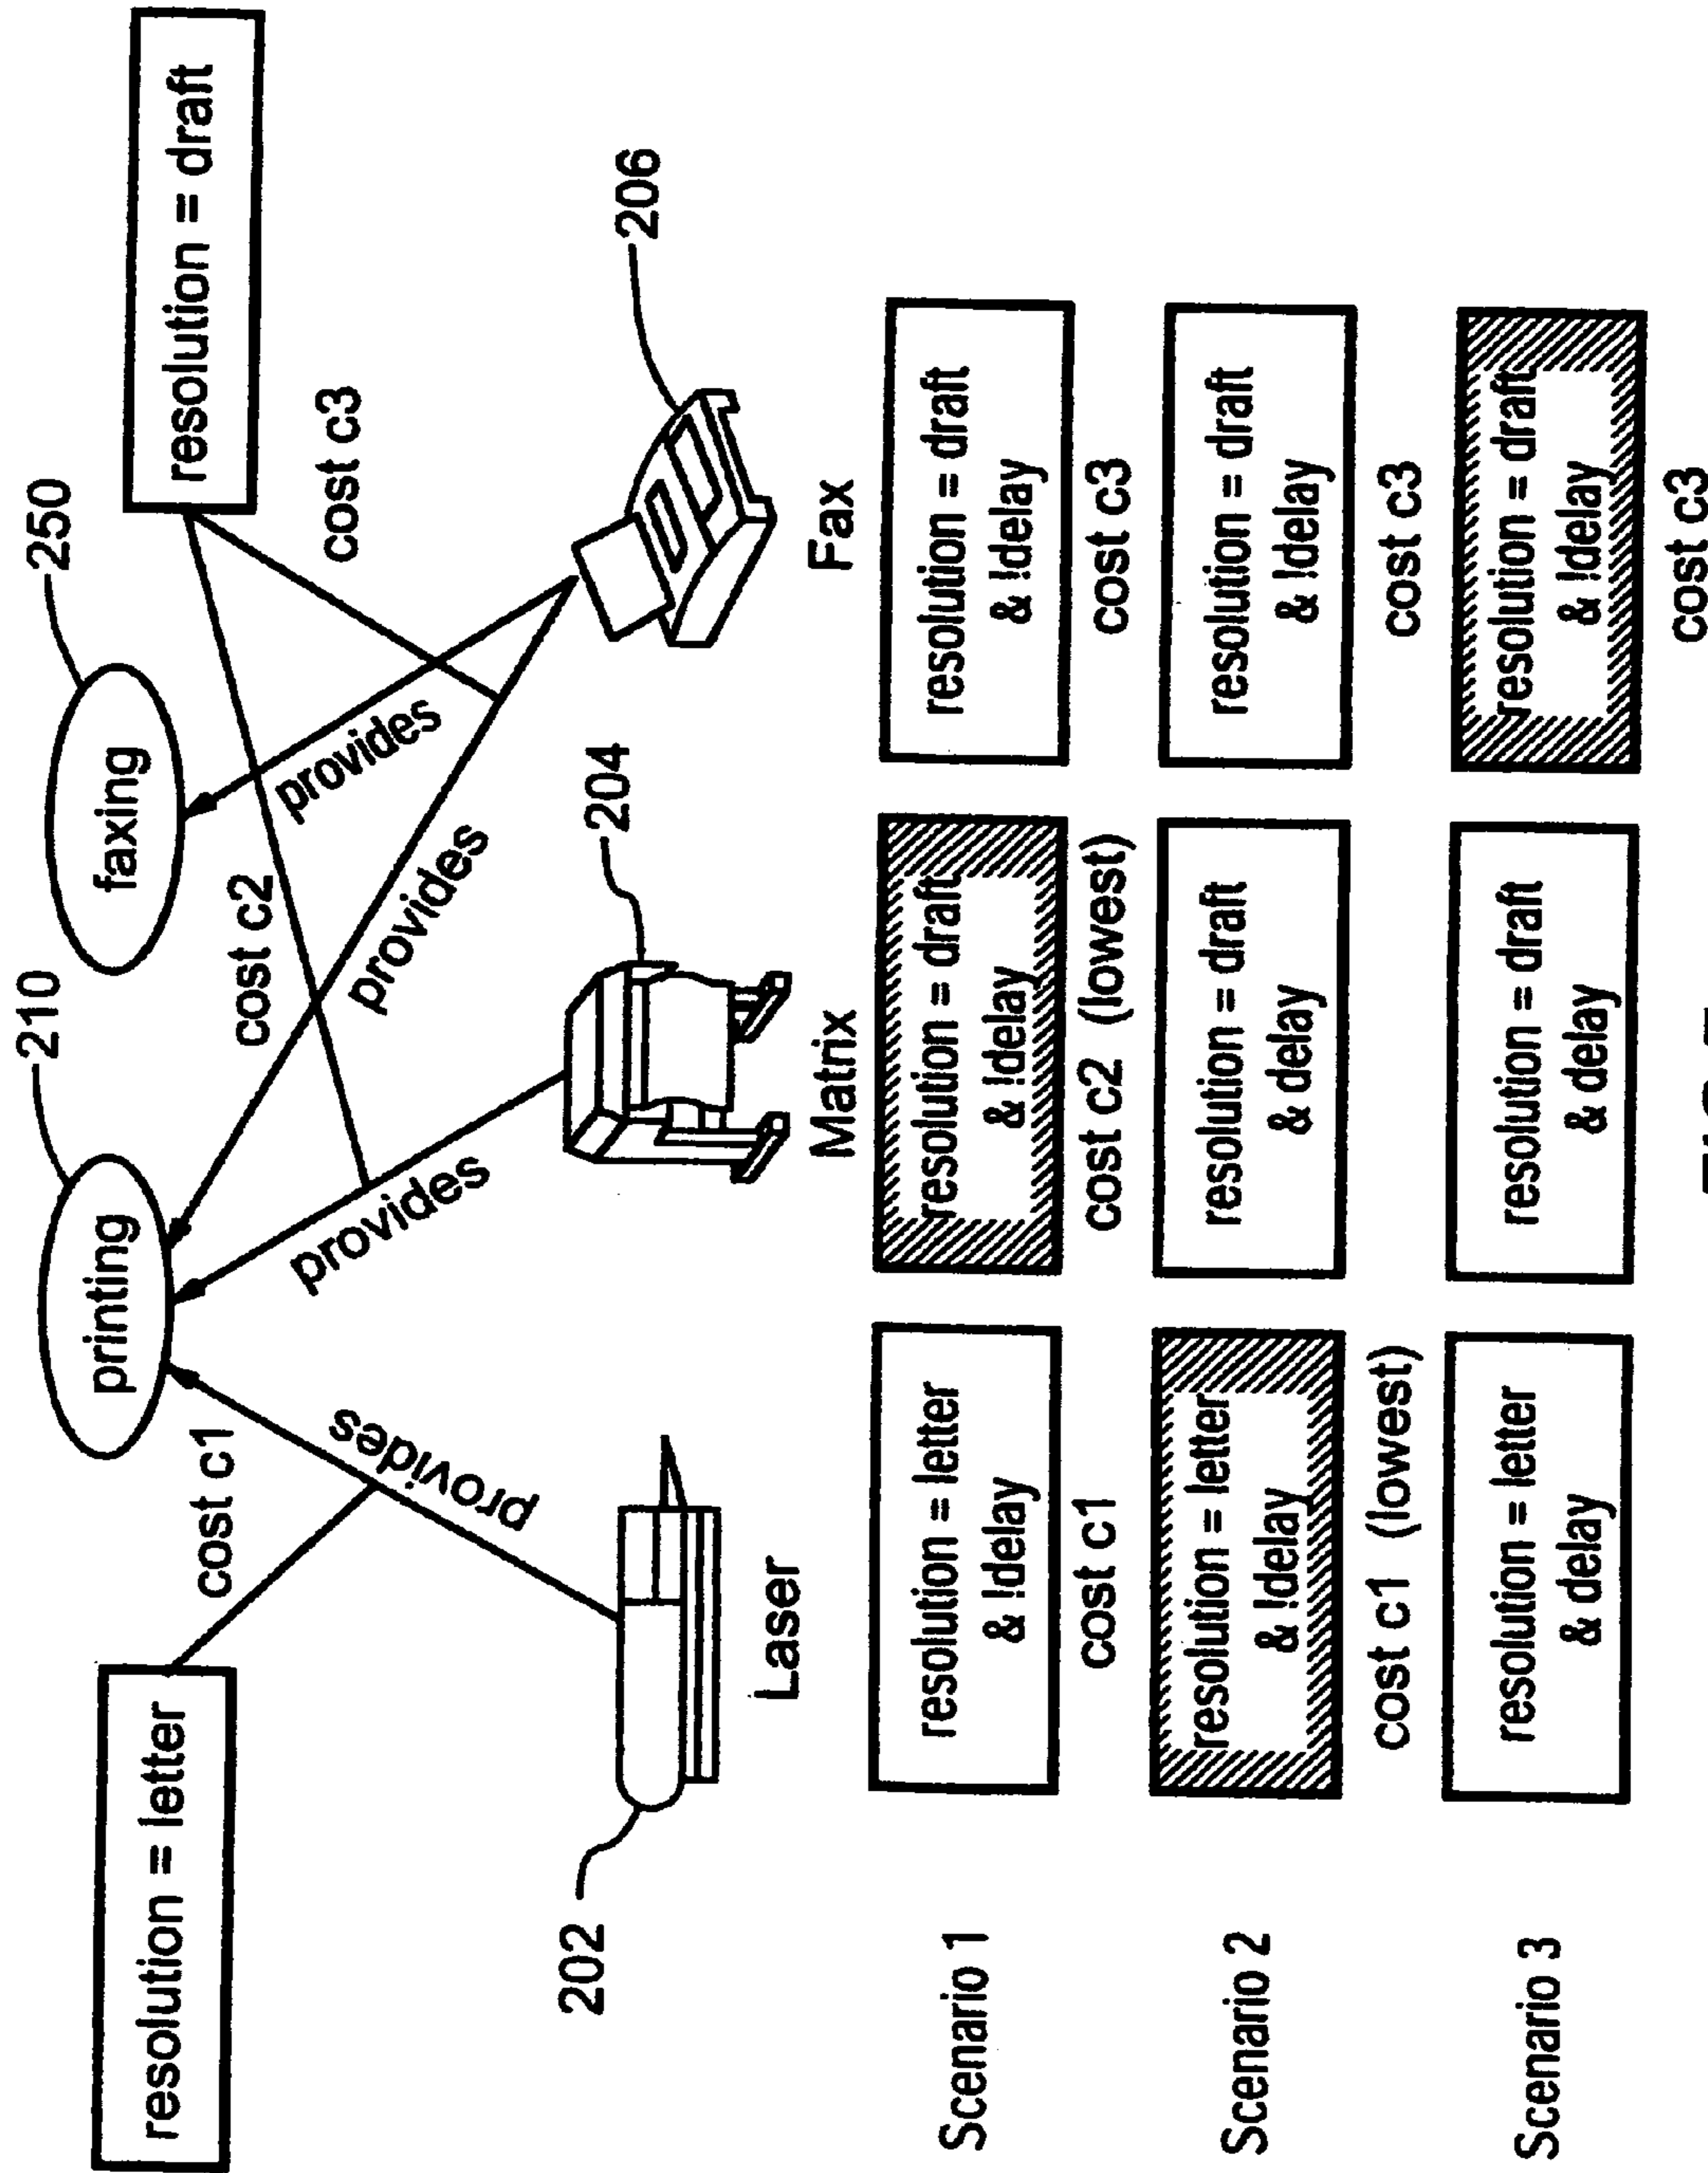 resolution = letter
cost c1
provides
printing
210
cost c2
provides
provides
faxing
250
provides
resolution = draft
cost c3
202
Laser
204
Matrix
206
Fax
Scenario 1
resolution = letter
& !delay
cost c1
resolution = draft
& !delay
cost c2 (lowest)
resolution = draft
& !delay
cost c3
Scenario 2
resolution = letter
& !delay
cost c1 (lowest)
resolution = draft
& delay
resolution = draft
& !delay
cost c3
Scenario 3
resolution = letter
& delay
resolution = draft
& delay
resolution = draft
& !delay
cost c3